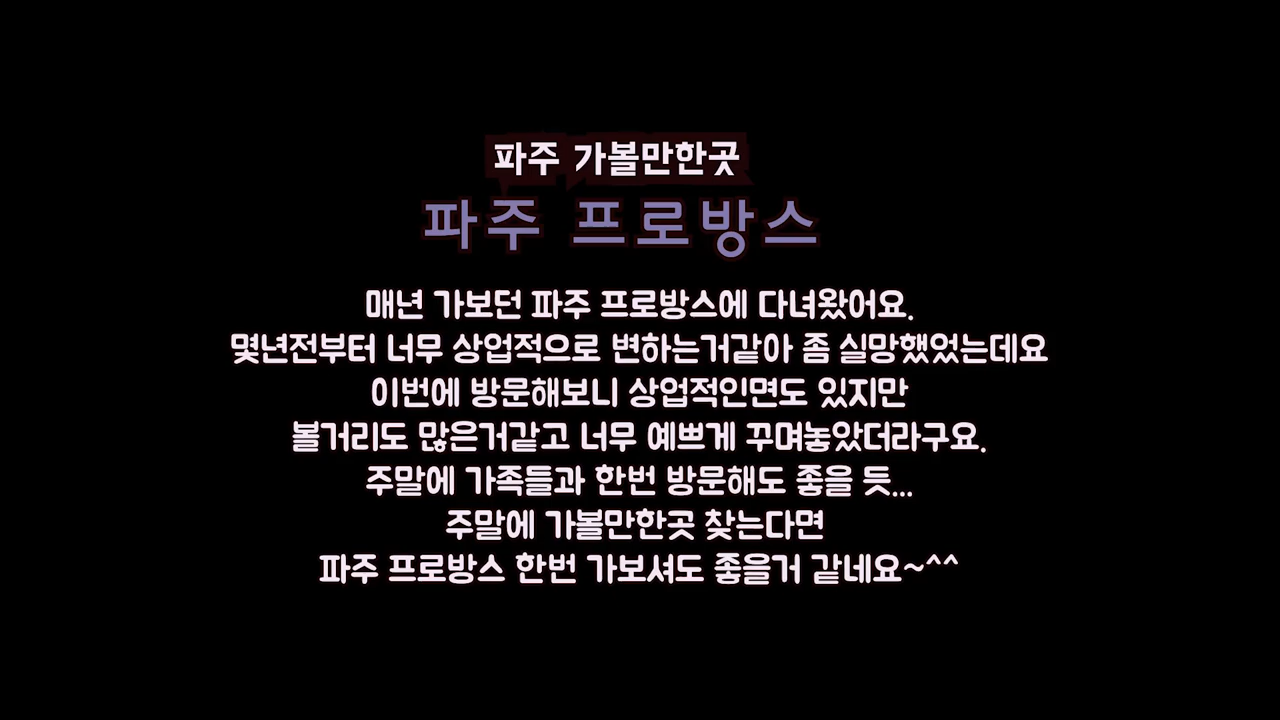 파주 가볼만한곳
파주 프로방스
매년 가보던 파주 프로방스에 다녀왔어요.
몇년전부터 너무 상업적으로 변하는거같아 좀 실망했었는데요
이번에 방문해보니 상업적인면도 있지만
볼거리도 많은거같고 너무 예쁘게 꾸며놓았더라구요.
주말에 가족들과 한번 방문해도 좋을 듯...
주말에 가볼만한곳 찾는다면
파주 프로방스 한번 가보셔도 좋을거 같네요~^^